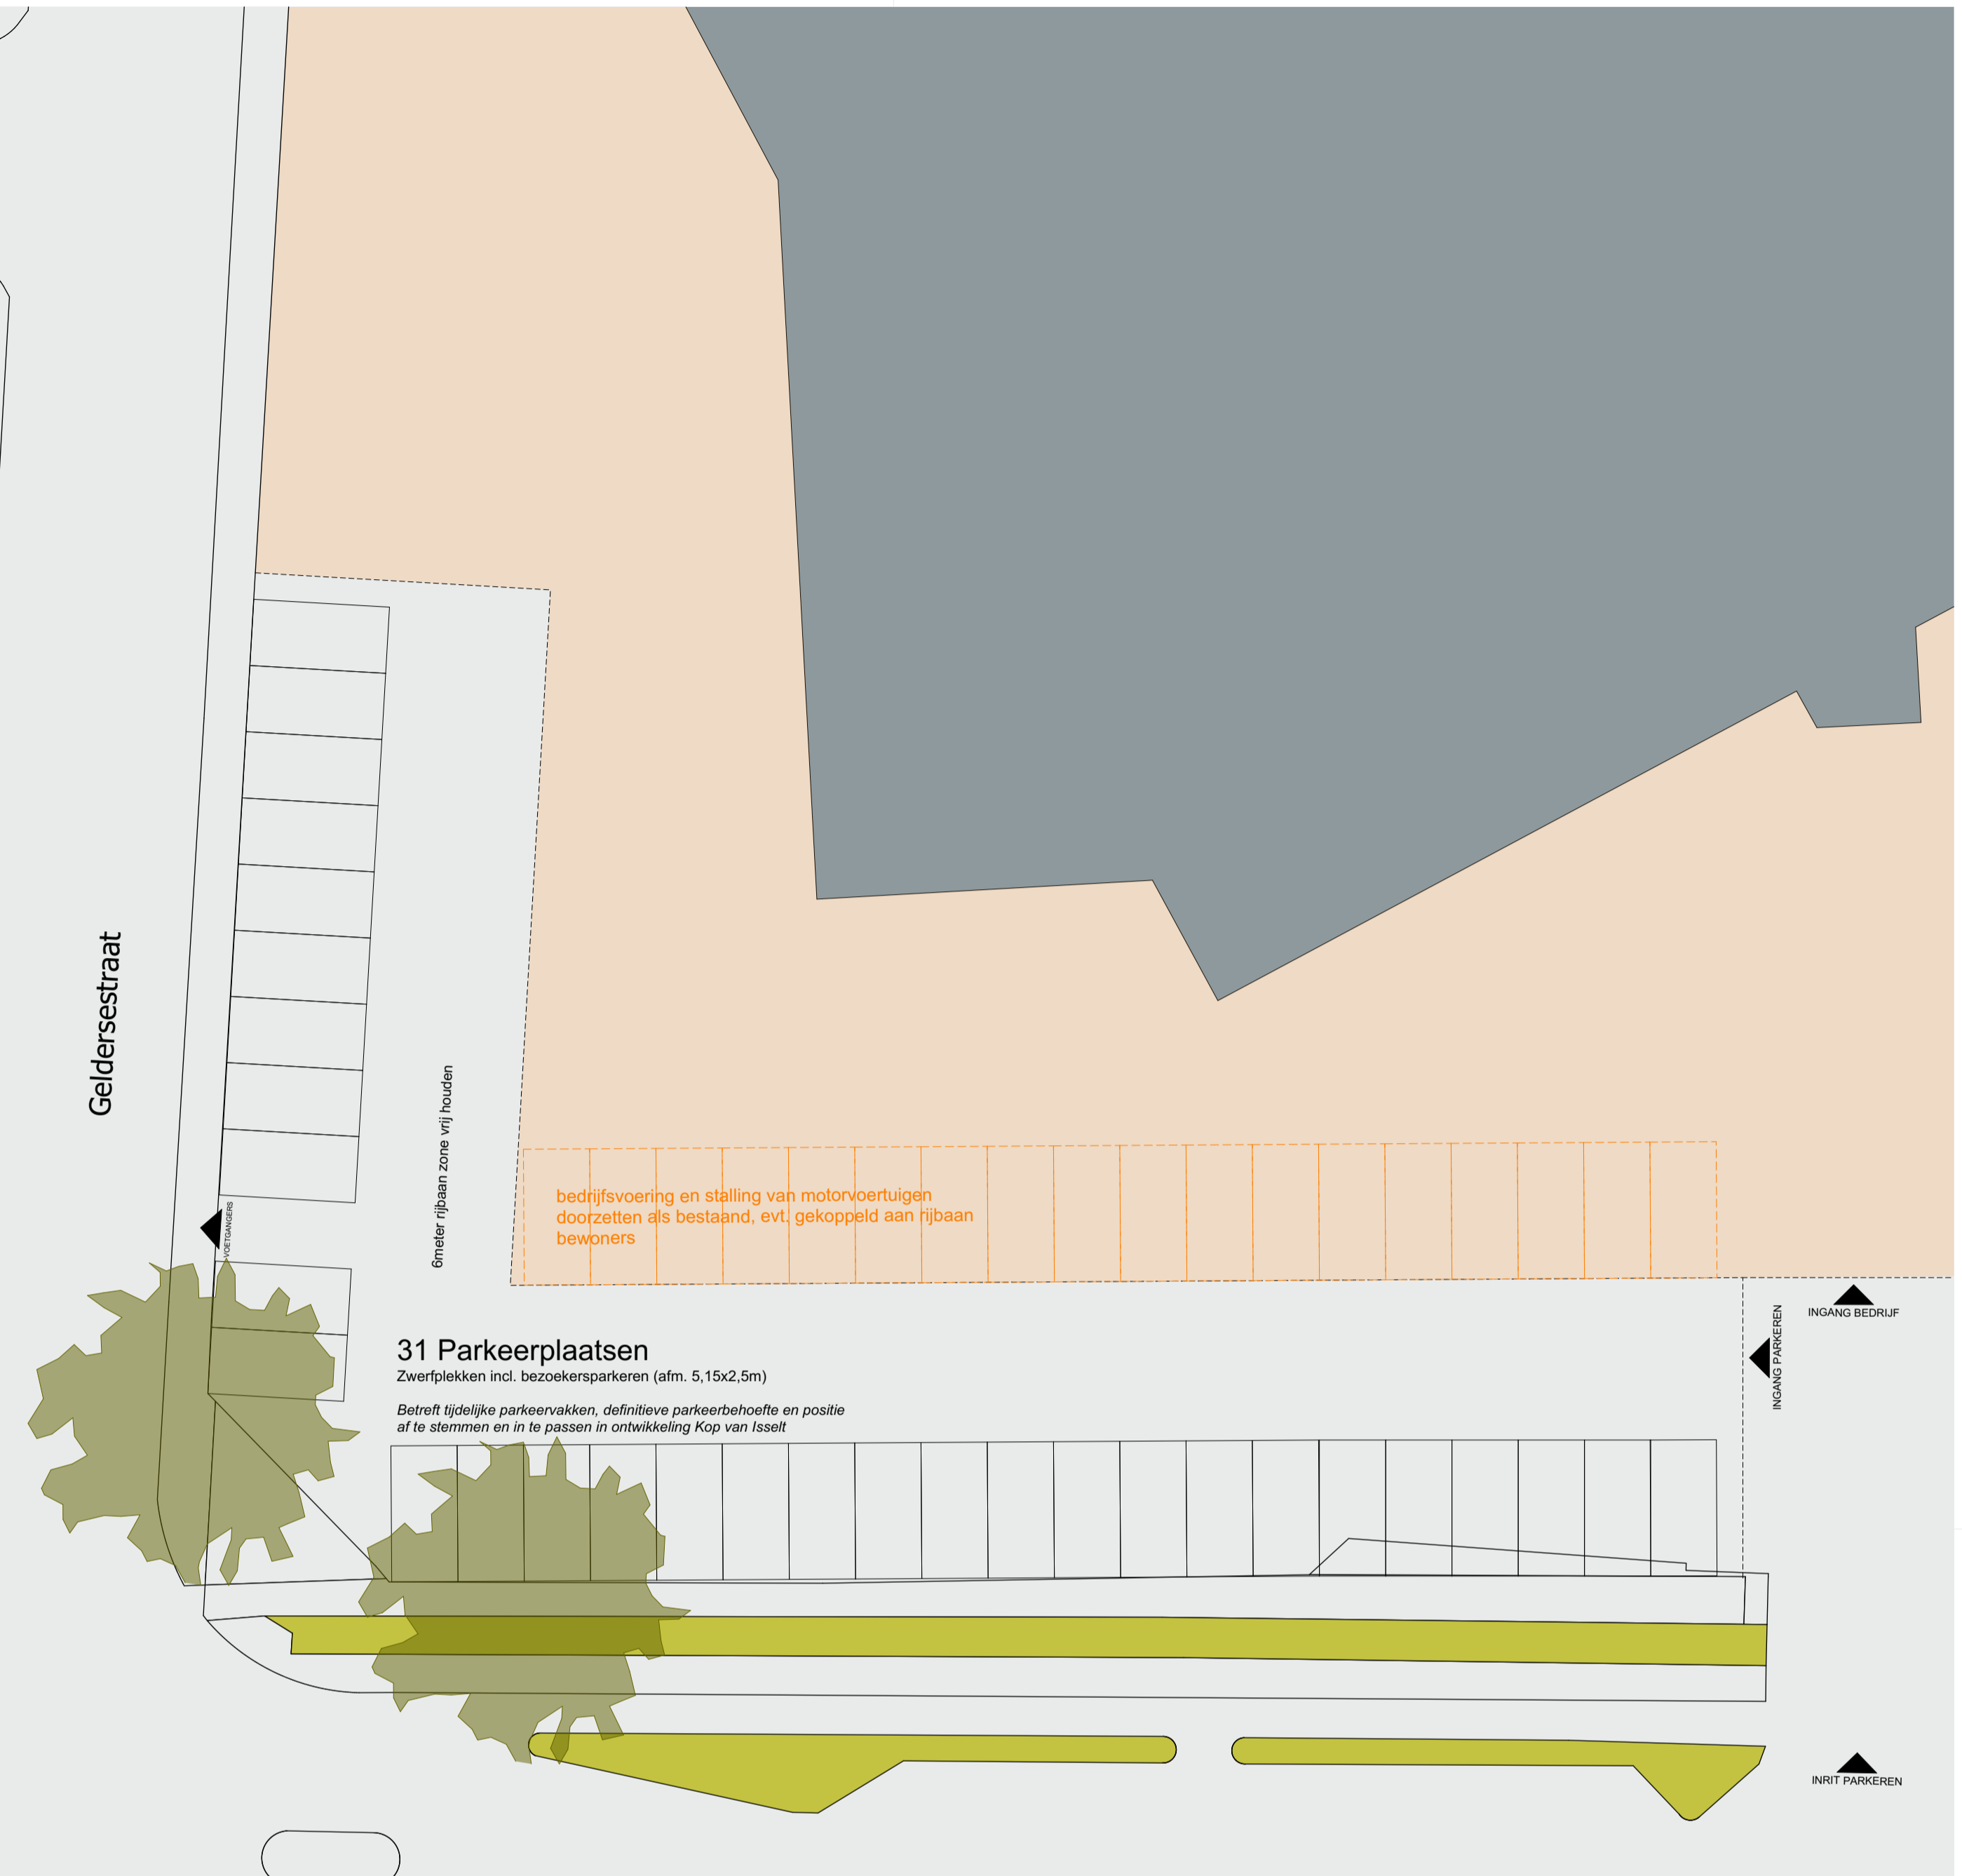 Geldersestraat
6meter rijbaan zone vrij houden
VOETGANGERS
bedrijfsvoering en stalling van motorvoertuigen
doorzetten als bestaand, evt. gekoppeld aan rijbaan
bewoners
31 Parkeerplaatsen
Zwerfplekken incl. bezoekersparkeren (afm. 5,15x2,5m)
Betreft tijdelijke parkeervakken, definitieve parkeerbehoefte en positie
af te stemmen en in te passen in ontwikkeling Kop van Isselt
INGANG PARKEREN
INGANG BEDRIJF
INRIT PARKEREN